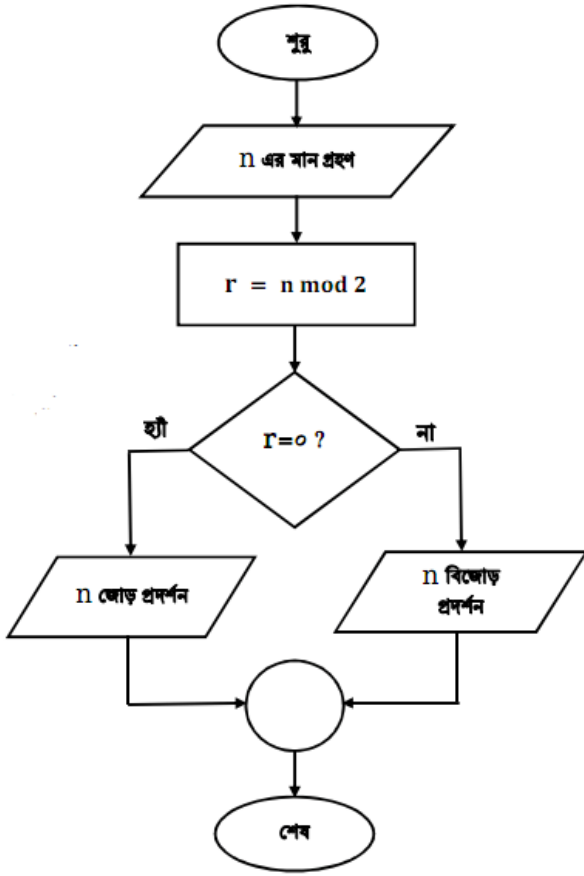 শুরু
n এর মান গ্রহণ
r = n mod 2
r=০ ?
হ্যাঁ
না
n জোড় প্রদর্শন
n বিজোড়
প্রদর্শন
শেষ